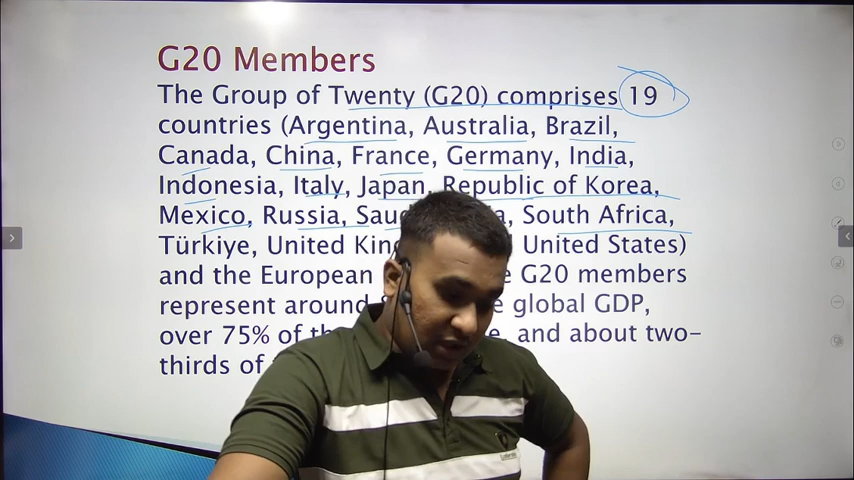 G20 Members
The Group of Twenty (G20) comprises 19
countries (Argentina, Australia, Brazil,
Canada, China, France, Germany, India,
Indonesia, Italy, Japan, Republic of Korea,
Mexico, Russia, South Africa,
Türkiye, United United States)
and the European G20 members
represent around global GDP,
over 75% of and about two-
thirds of